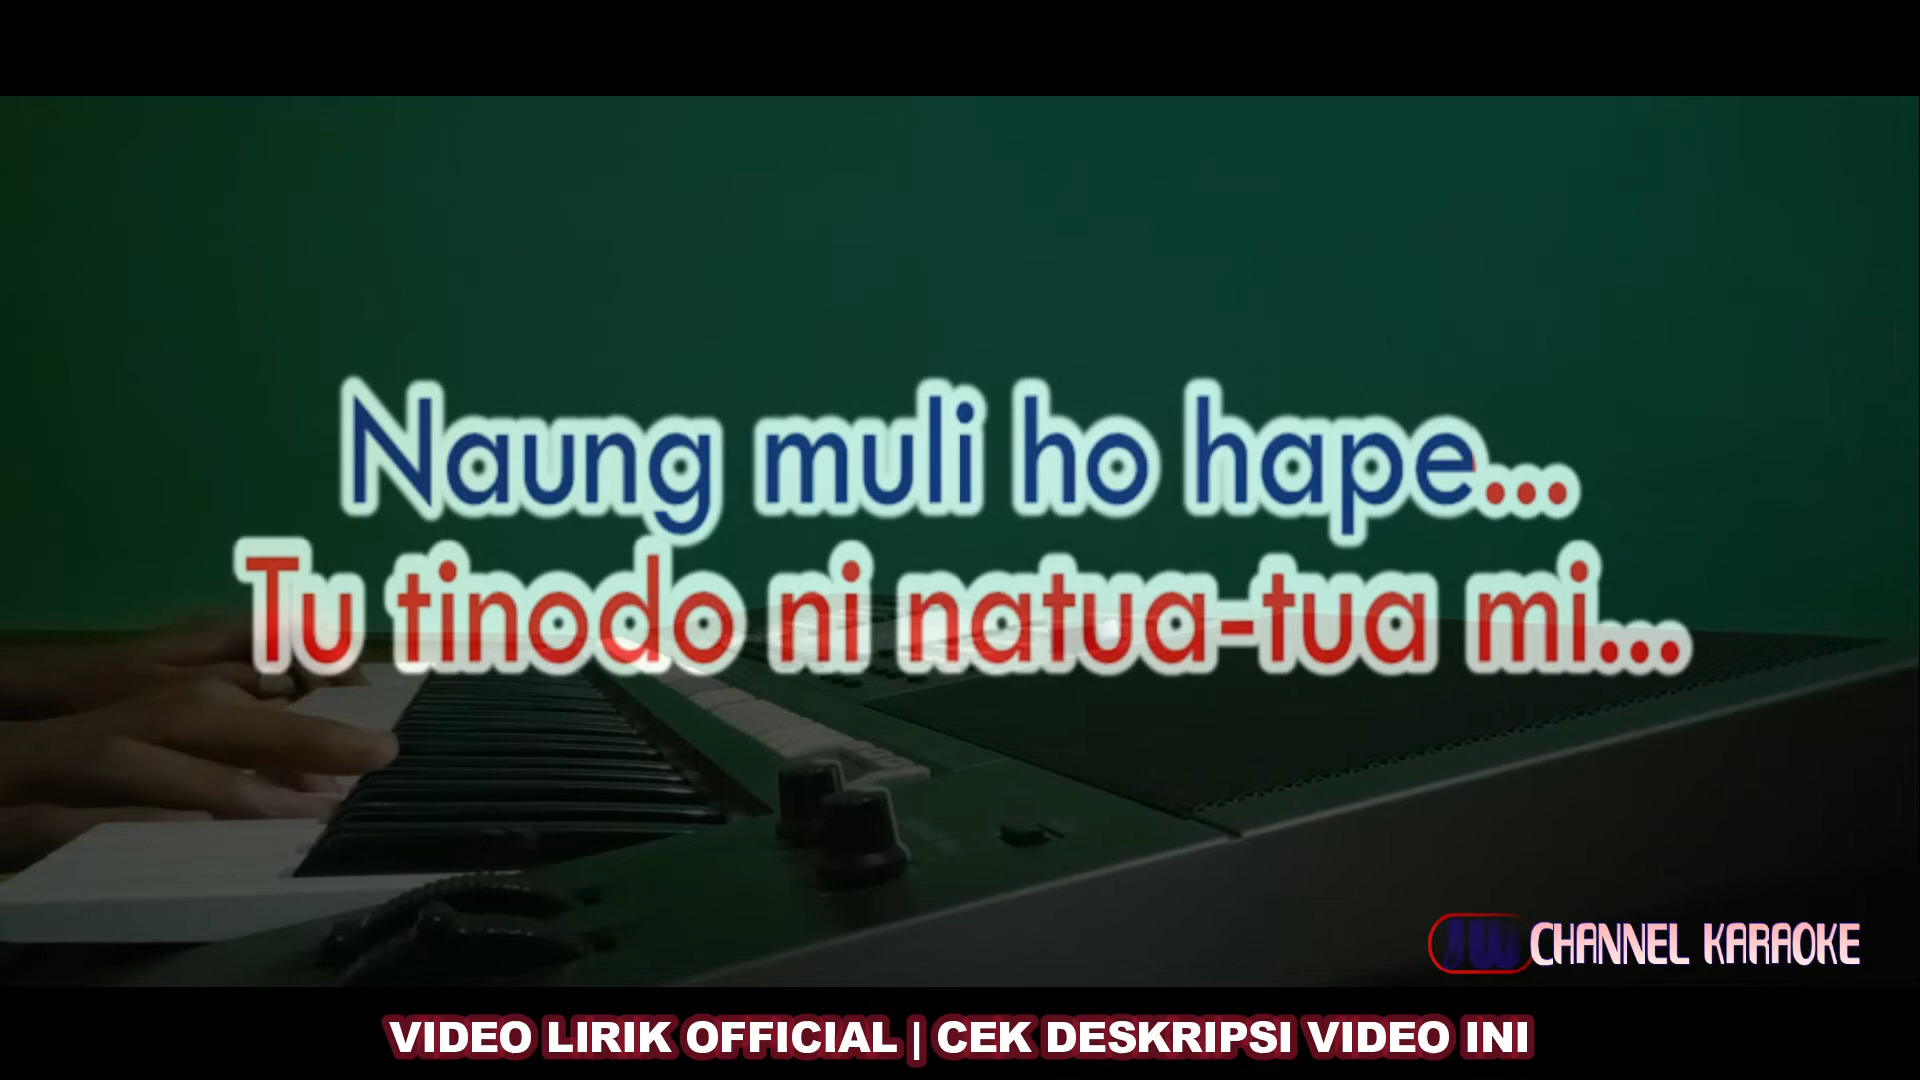 Naung muli ho hape...
Tu tinodo ni natua-tua mi...
JW CHANNEL KARAOKE
VIDEO LIRIK OFFICIAL | CEK DESKRIPSI VIDEO INI